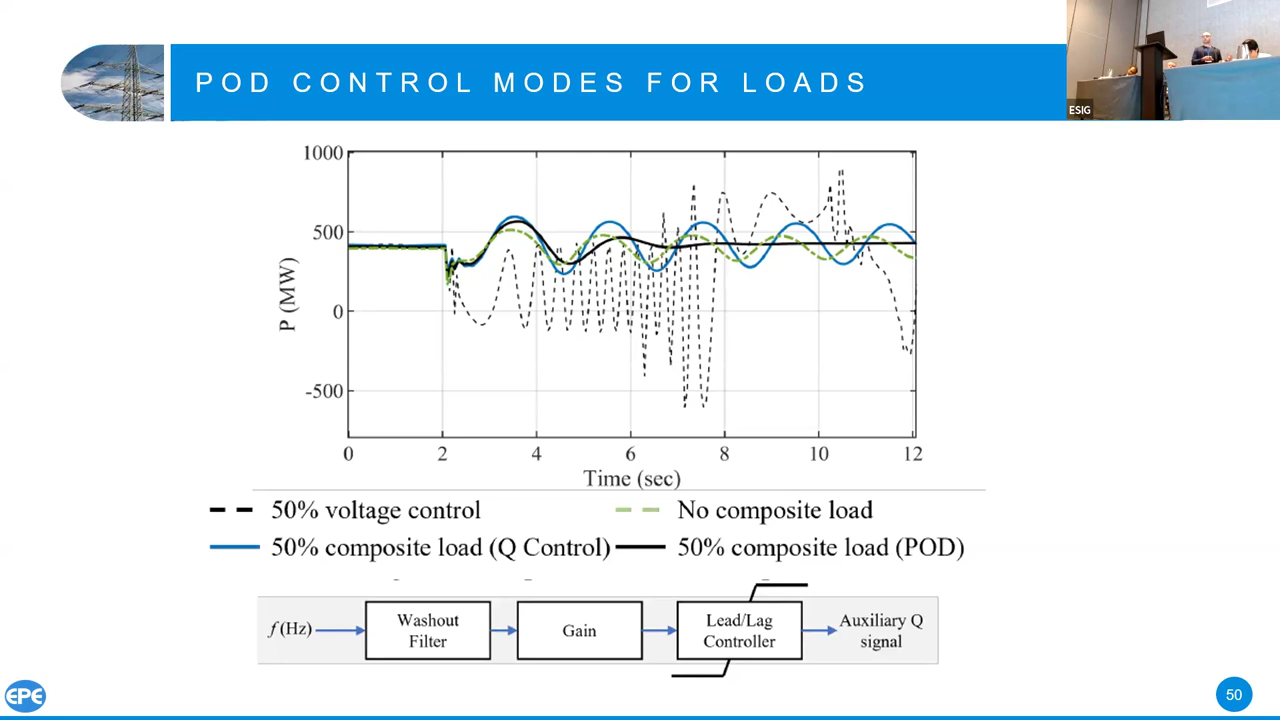 POD CONTROL MODES FOR LOADS
ESIG
1000
500
0
-500
P (MW)
0 2 4 6 8 10 12
Time (sec)
50% voltage control
No composite load
50% composite load (Q Control)
50% composite load (POD)
f (Hz)
Washout
Filter
Gain
Lead/Lag
Controller
Auxiliary Q
signal
EPE
50